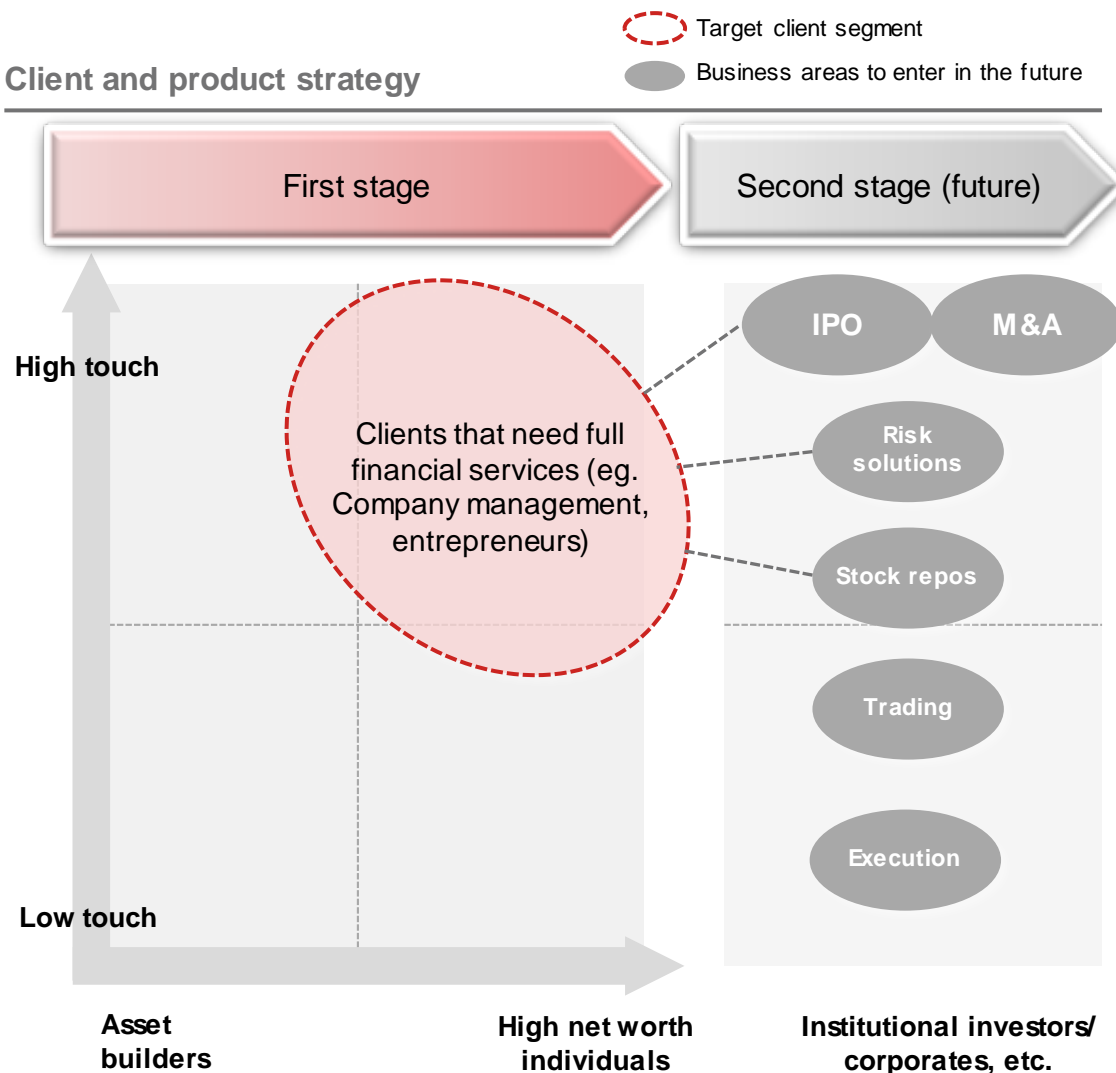 Target client segment
Client and product strategy
Business areas to enter in the future
First stage
Second stage (future)
High touch
IPO
M&A
Clients that need full
financial services (eg.
Company management,
entrepreneurs)
Risk
solutions
Stock repos
Trading
Execution
Low touch
Asset
builders
High net worth
individuals
Institutional investors/
corporates, etc.